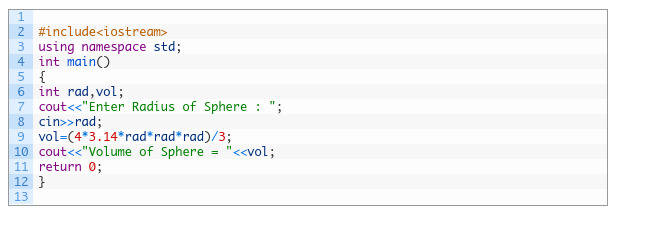 1
2 #include<iostream>
3 using namespace std;
4 int main()
5 {
6 int rad,vol;
7 cout<<"Enter Radius of Sphere : ";
8 cin>>rad;
9 vol=(4*3.14*rad*rad*rad)/3;
10 cout<<"Volume of Sphere = "<<vol;
11 return 0;
12 }
13